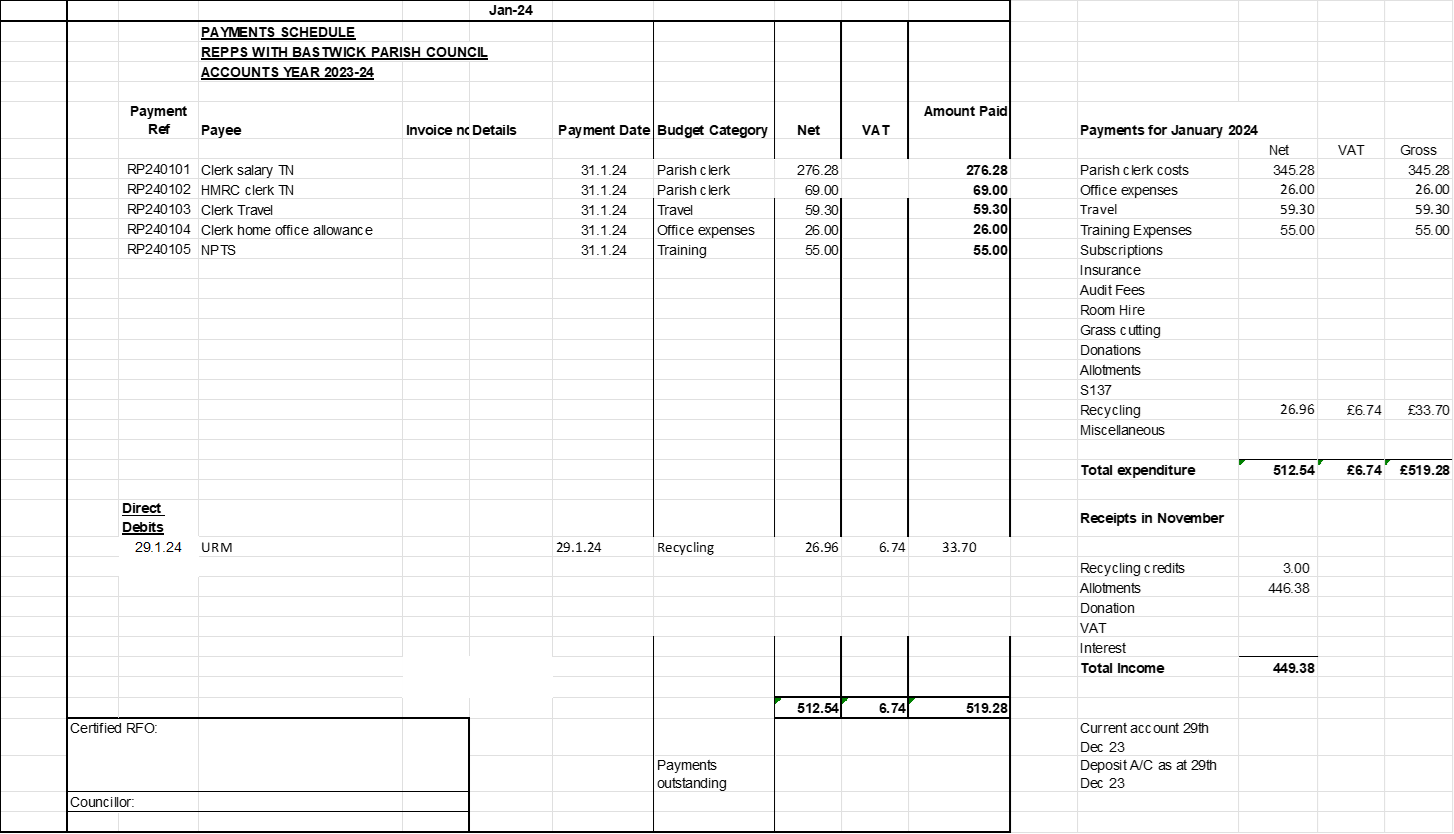 Jan-24
PAYMENTS SCHEDULE
REPPS WITH BASTWICK PARISH COUNCIL
ACCOUNTS YEAR 2023-24
Payment Ref Payee Invoice no Details Payment Date Budget Category Net VAT Amount Paid
RP240101 Clerk salary TN 31.1.24 Parish clerk 276.28 276.28
RP240102 HMRC clerk TN 31.1.24 Parish clerk 69.00 69.00
RP240103 Clerk Travel 31.1.24 Travel 59.30 59.30
RP240104 Clerk home office allowance 31.1.24 Office expenses 26.00 26.00
RP240105 NPTS 31.1.24 Training 55.00 55.00
Direct
Debits
29.1.24 URM 29.1.24 Recycling 26.96 6.74 33.70
512.54 6.74 519.28
Certified RFO:
Payments
outstanding
Councillor:
Payments for January 2024
Net VAT Gross
Parish clerk costs 345.28 345.28
Office expenses 26.00 26.00
Travel 59.30 59.30
Training Expenses 55.00 55.00
Subscriptions
Insurance
Audit Fees
Room Hire
Grass cutting
Donations
Allotments
S137
Recycling 26.96 £6.74 £33.70
Miscellaneous
Total expenditure 512.54 £6.74 £519.28
Receipts in November
Recycling credits 3.00
Allotments 446.38
Donation
VAT
Interest
Total Income 449.38
Current account 29th
Dec 23
Deposit A/C as at 29th
Dec 23